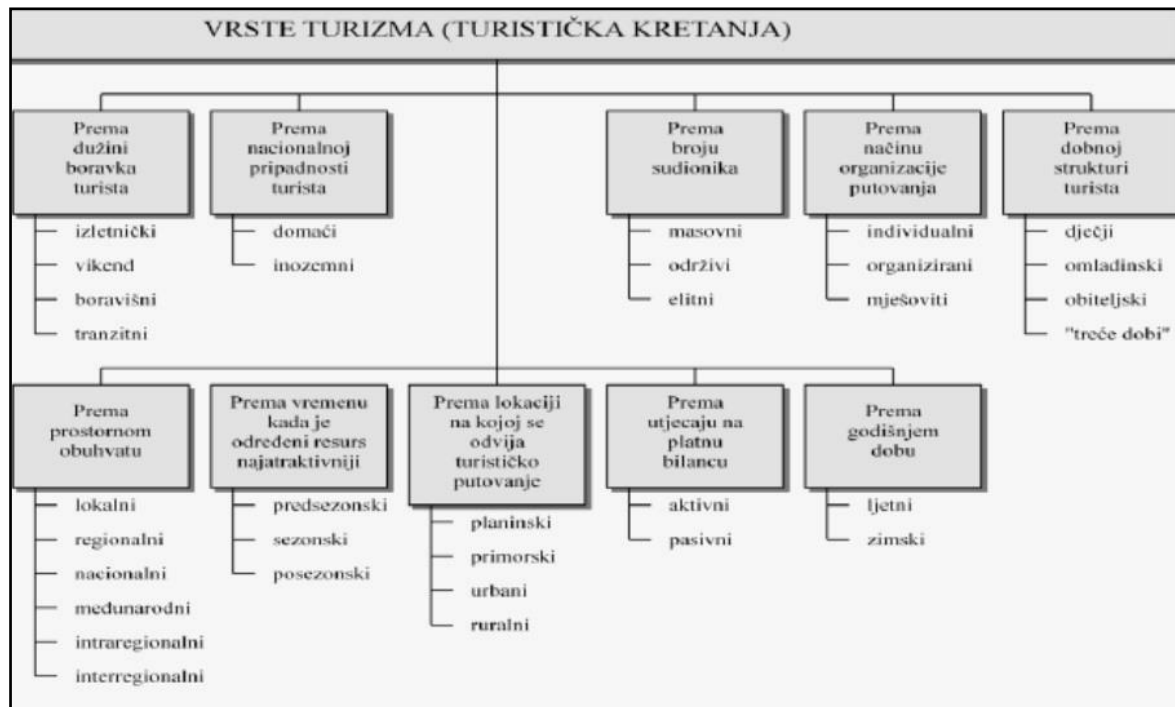 VRSTE TURIZMA (TURISTIČKA KRETANJA)
Prema
dužini
boravka
turista
izletnički
vikend
boravišni
tranzitni
Prema
nacionalnoj
pripadnosti
turista
domaći
inozemni
Prema
broju
sudionika
masovni
održivi
elitni
Prema
načinu
organizacije
putovanja
individualni
organizirani
mješoviti
Prema
dobnoj
strukturi
turista
dječji
omladinski
obiteljski
"treće dobi"
Prema
prostornom
obuhvatu
lokalni
regionalni
nacionalni
međunarodni
intraregionalni
interregionalni
Prema vremenu
kada je
određeni resurs
najatraktivniji
predsezonski
sezonski
posezonski
Prema lokaciji
na kojoj se
odvija
turističko
putovanje
planinski
primorski
urbani
ruralni
Prema
utjecaju na
platnu
bilancu
aktivni
pasivni
Prema
godišnjem
dobu
ljetni
zimski